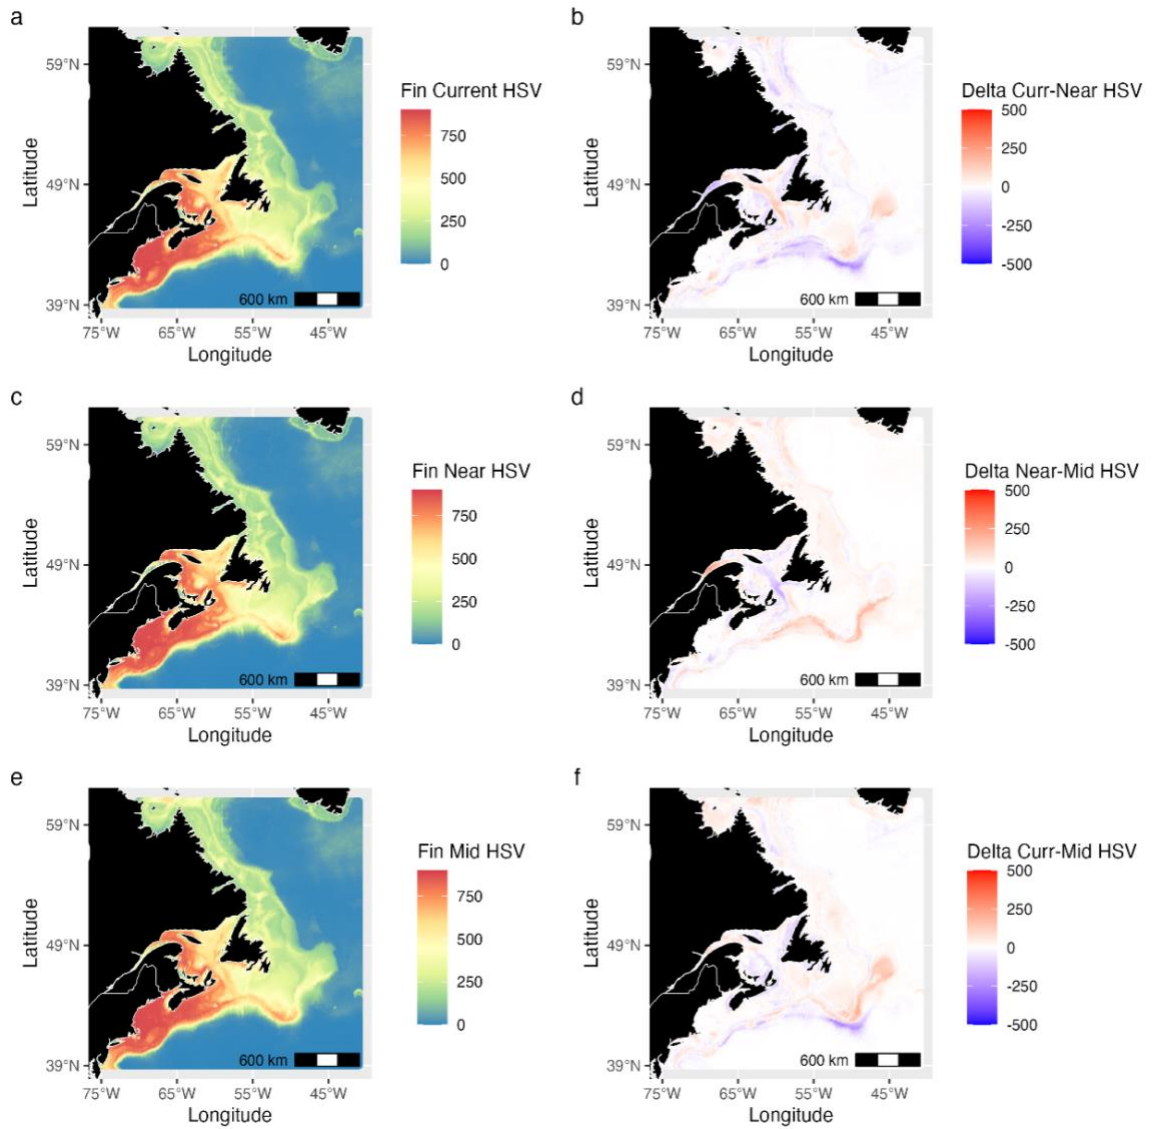 a
Fin Current HSV
750
500
250
0
59°N
49°N
39°N
Latitude
600 km
75°W 65°W 55°W 45°W
Longitude
b
Delta Curr-Near HSV
500
250
0
-250
-500
59°N
49°N
39°N
Latitude
600 km
75°W 65°W 55°W 45°W
Longitude
c
Fin Near HSV
750
500
250
0
59°N
49°N
39°N
Latitude
600 km
75°W 65°W 55°W 45°W
Longitude
d
Delta Near-Mid HSV
500
250
0
-250
-500
59°N
49°N
39°N
Latitude
600 km
75°W 65°W 55°W 45°W
Longitude
e
Fin Mid HSV
750
500
250
0
59°N
49°N
39°N
Latitude
600 km
75°W 65°W 55°W 45°W
Longitude
f
Delta Curr-Mid HSV
500
250
0
-250
-500
59°N
49°N
39°N
Latitude
600 km
75°W 65°W 55°W 45°W
Longitude